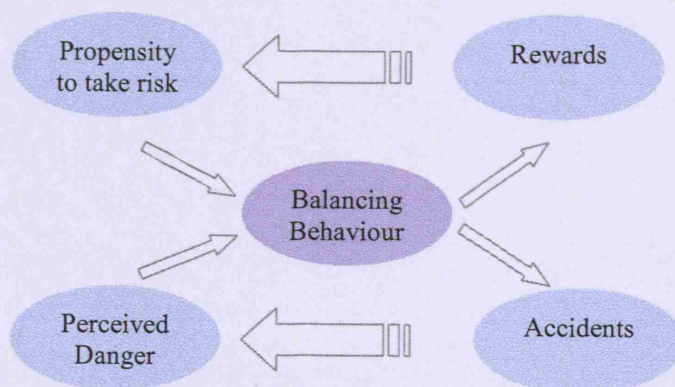 Propensity
to take risk
Rewards
Balancing
Behaviour
Perceived
Danger
Accidents